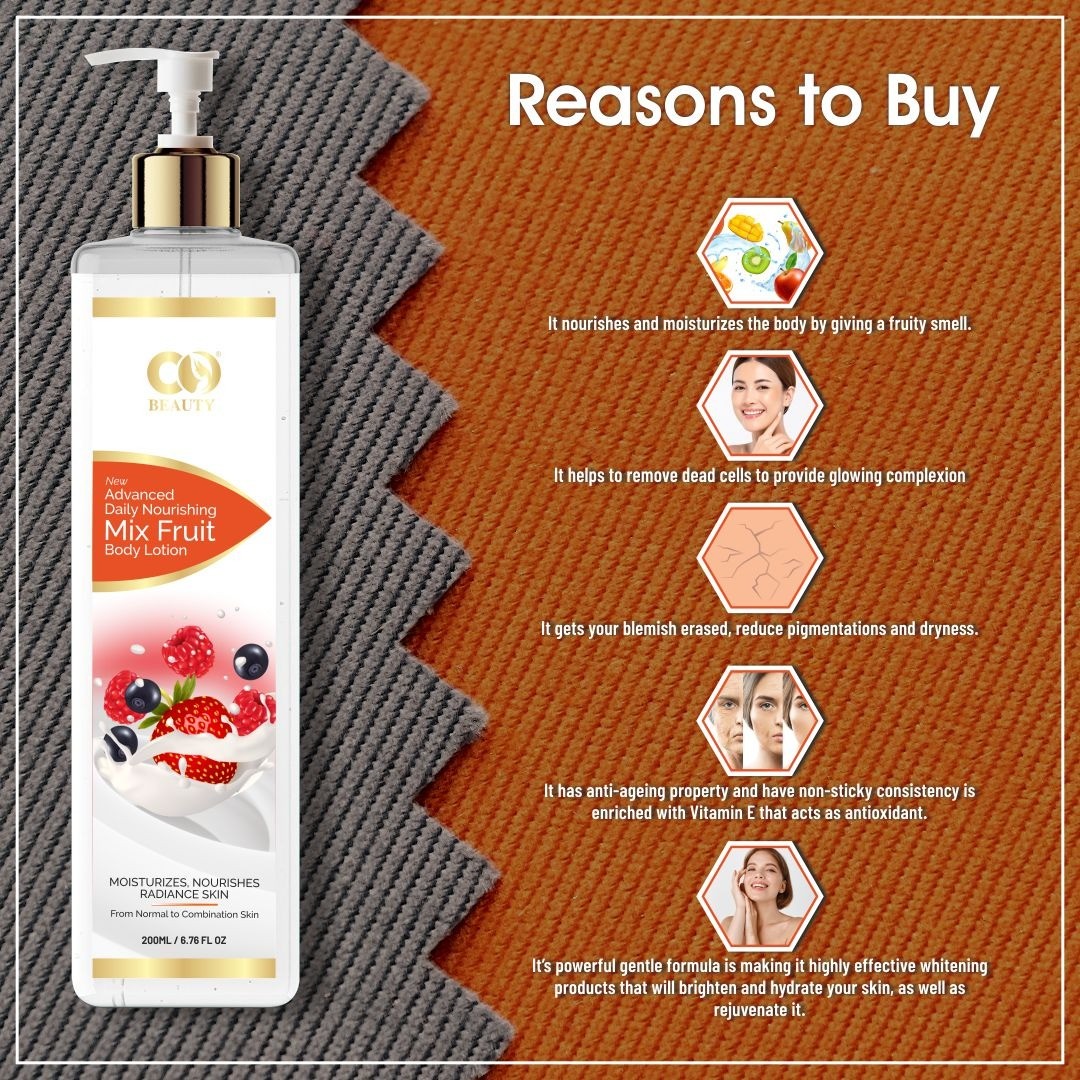 Reasons to Buy
It nourishes and moisturizes the body by giving a fruity smell.
It helps to remove dead cells to provide glowing complexion
It gets your blemish erased, reduce pigmentations and dryness.
It has anti-ageing property and have non-sticky consistency is
enriched with Vitamin E that acts as antioxidant.
It's powerful gentle formula is making it highly effective whitening
products that will brighten and hydrate your skin, as well as
rejuvenate it.
CO®
BEAUTY
New
Advanced
Daily Nourishing
Mix Fruit
Body Lotion
MOISTURIZES, NOURISHES
RADIANCE SKIN
From Normal to Combination Skin
200ML / 6.76 FL OZ